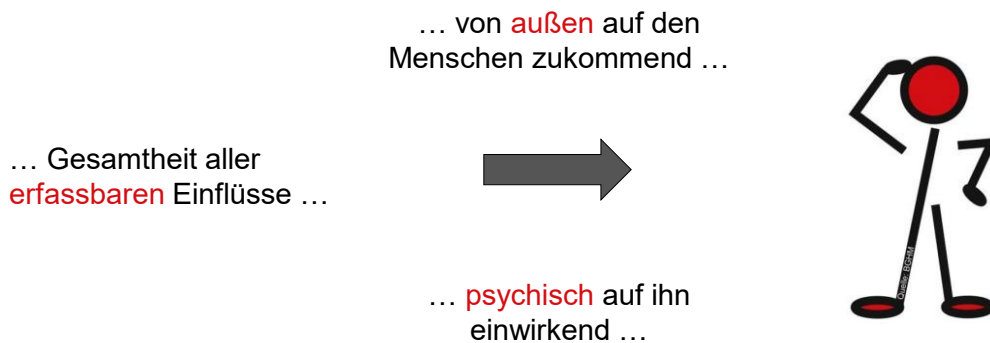 … von außen auf den
Menschen zukommend …
… Gesamtheit aller
erfassbaren Einflüsse …
… psychisch auf ihn
einwirkend …
Quelle: BGHM